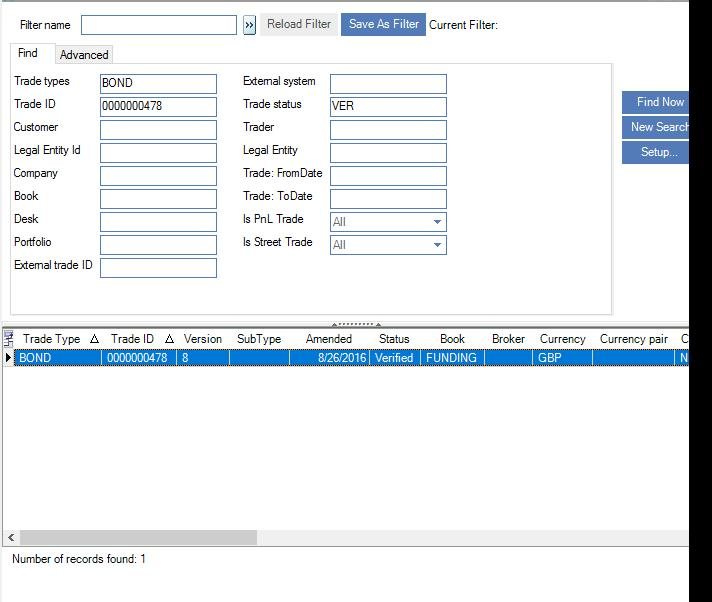 Filter name » Reload Filter Save As Filter Current Filter:
Find Advanced
Trade types BOND External system
Trade ID 0000000478 Trade status VER
Customer Trader
Legal Entity Id Legal Entity
Company Trade: FromDate
Book Trade: ToDate
Desk Is PnL Trade All
Portfolio Is Street Trade All
External trade ID
Find Now
New Search
Setup...
Trade Type Trade ID Version SubType Amended Status Book Broker Currency Currency pair C
BOND 0000000478 8 8/26/2016 Verified FUNDING GBP N
Number of records found: 1